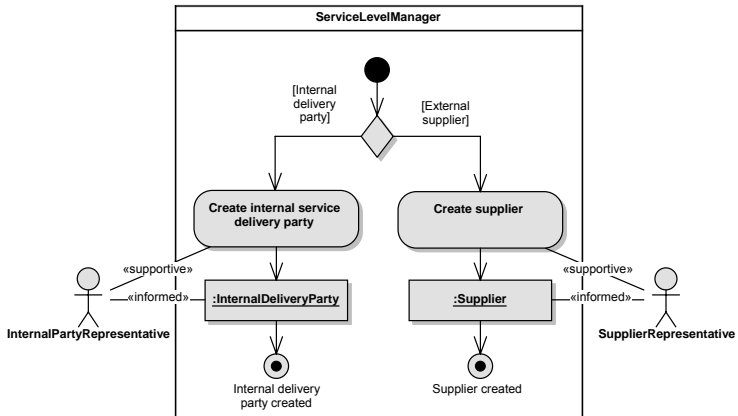 ServiceLevelManager
[Internal
delivery
party]
[External
supplier]
Create internal service
delivery party
Create supplier
«supportive»
«supportive»
«informed»
:InternalDeliveryParty
:Supplier
«informed»
InternalPartyRepresentative
SupplierRepresentative
Internal delivery
party created
Supplier created